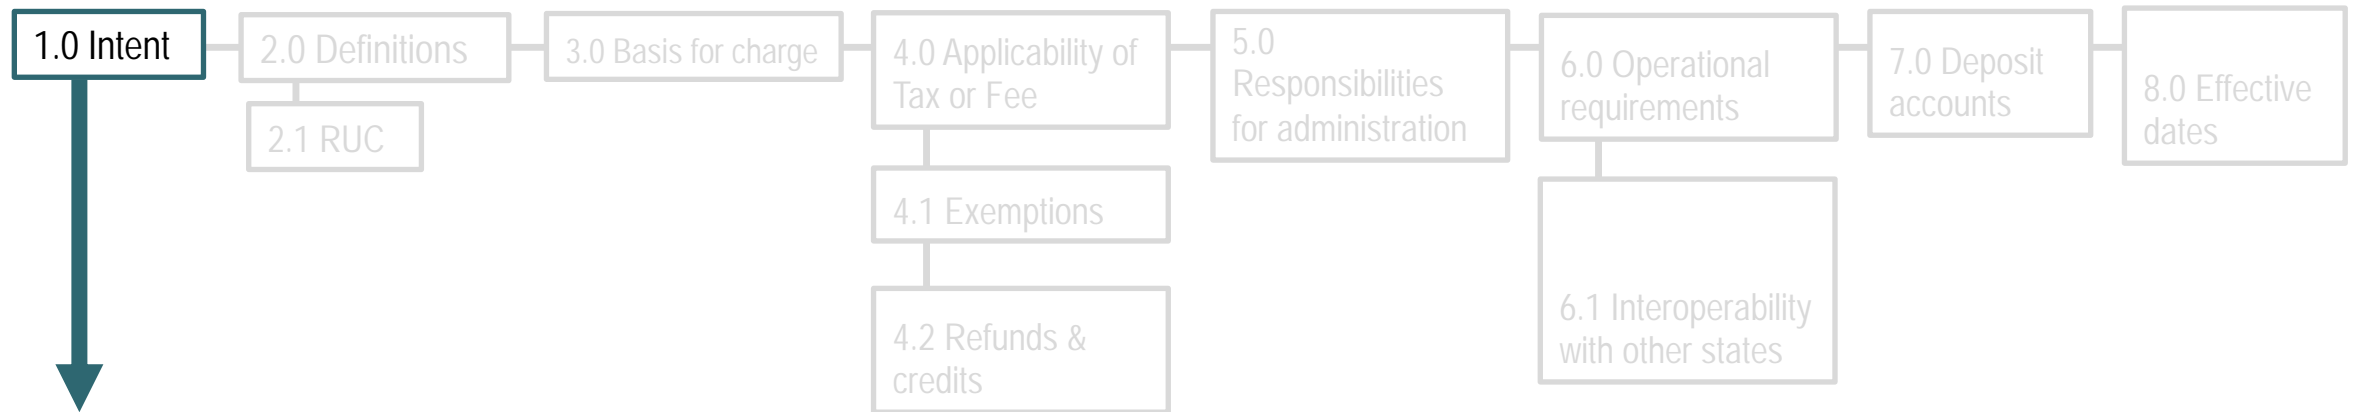 1.0 Intent
2.0 Definitions
2.1 RUC
3.0 Basis for charge
4.0 Applicability of
Tax or Fee
4.1 Exemptions
4.2 Refunds &
credits
5.0
Responsibilities
for administration
6.0 Operational
requirements
6.1 Interoperability
with other states
7.0 Deposit
accounts
8.0 Effective
dates